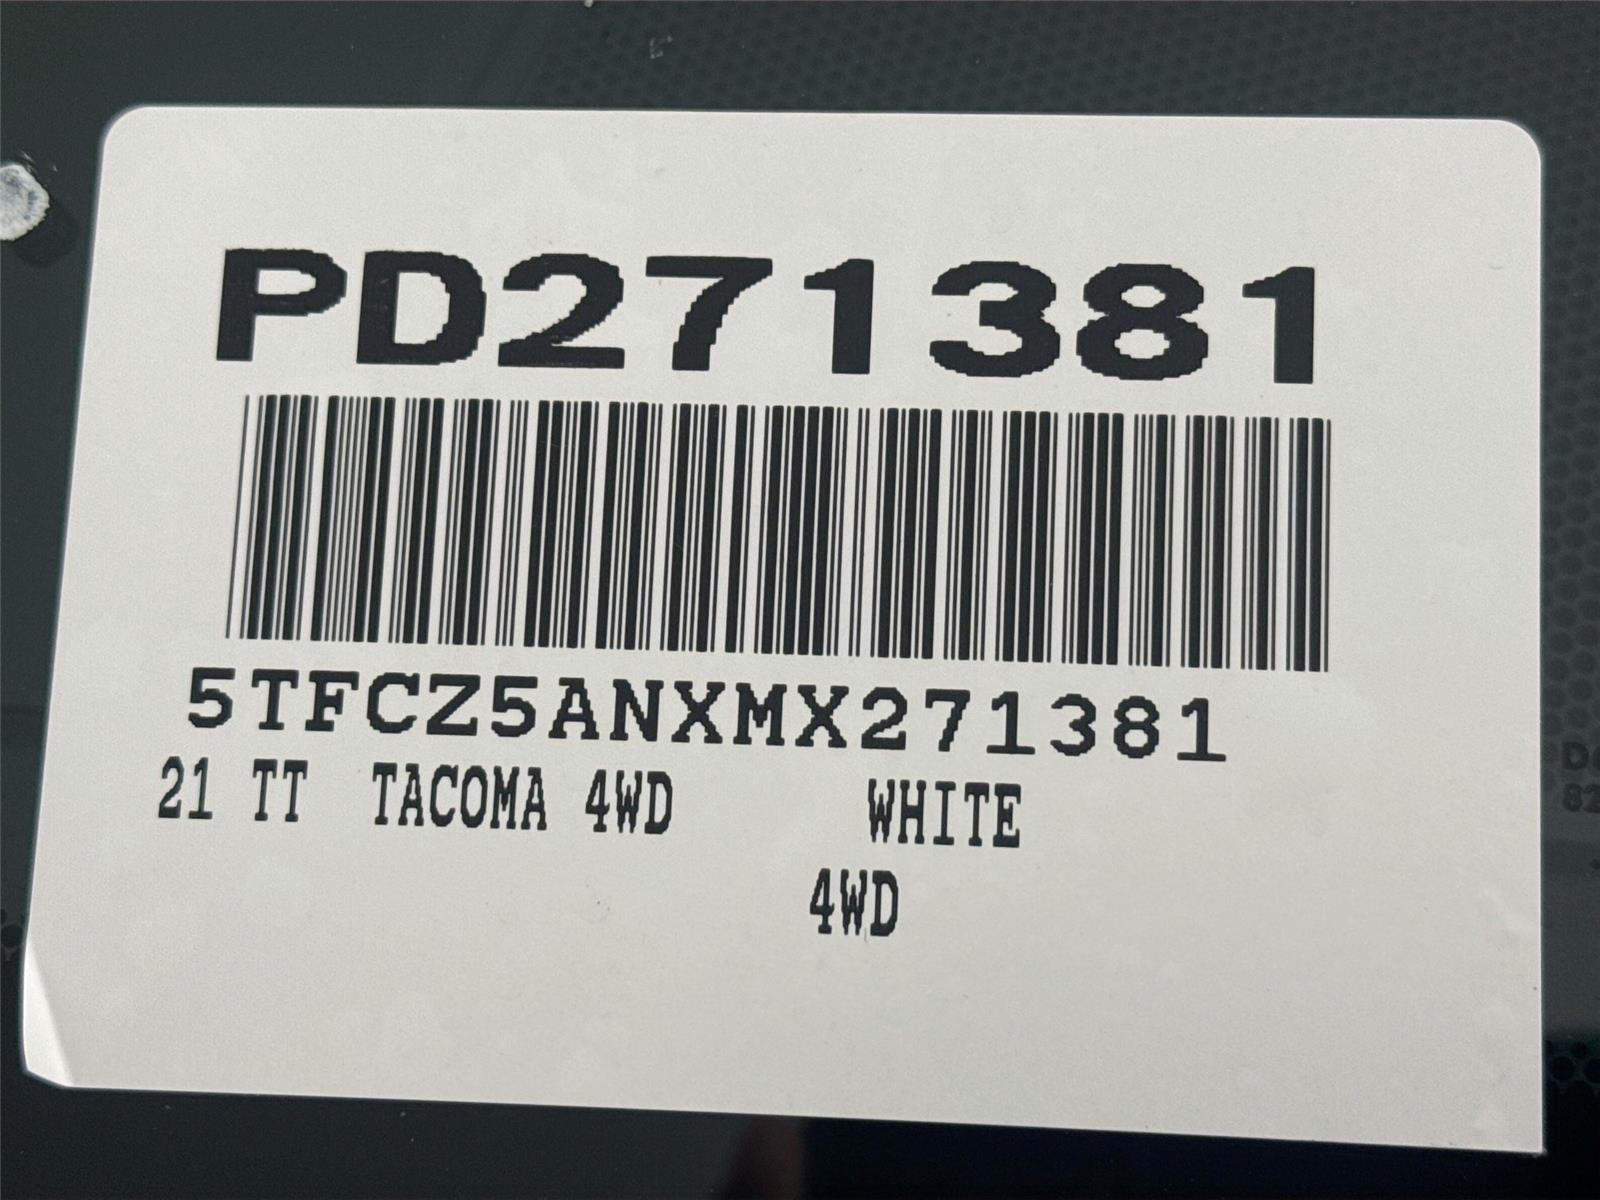 PD271381
5TFCZ5ANXMX271381
21 TT TACOMA 4WD WHITE
4WD